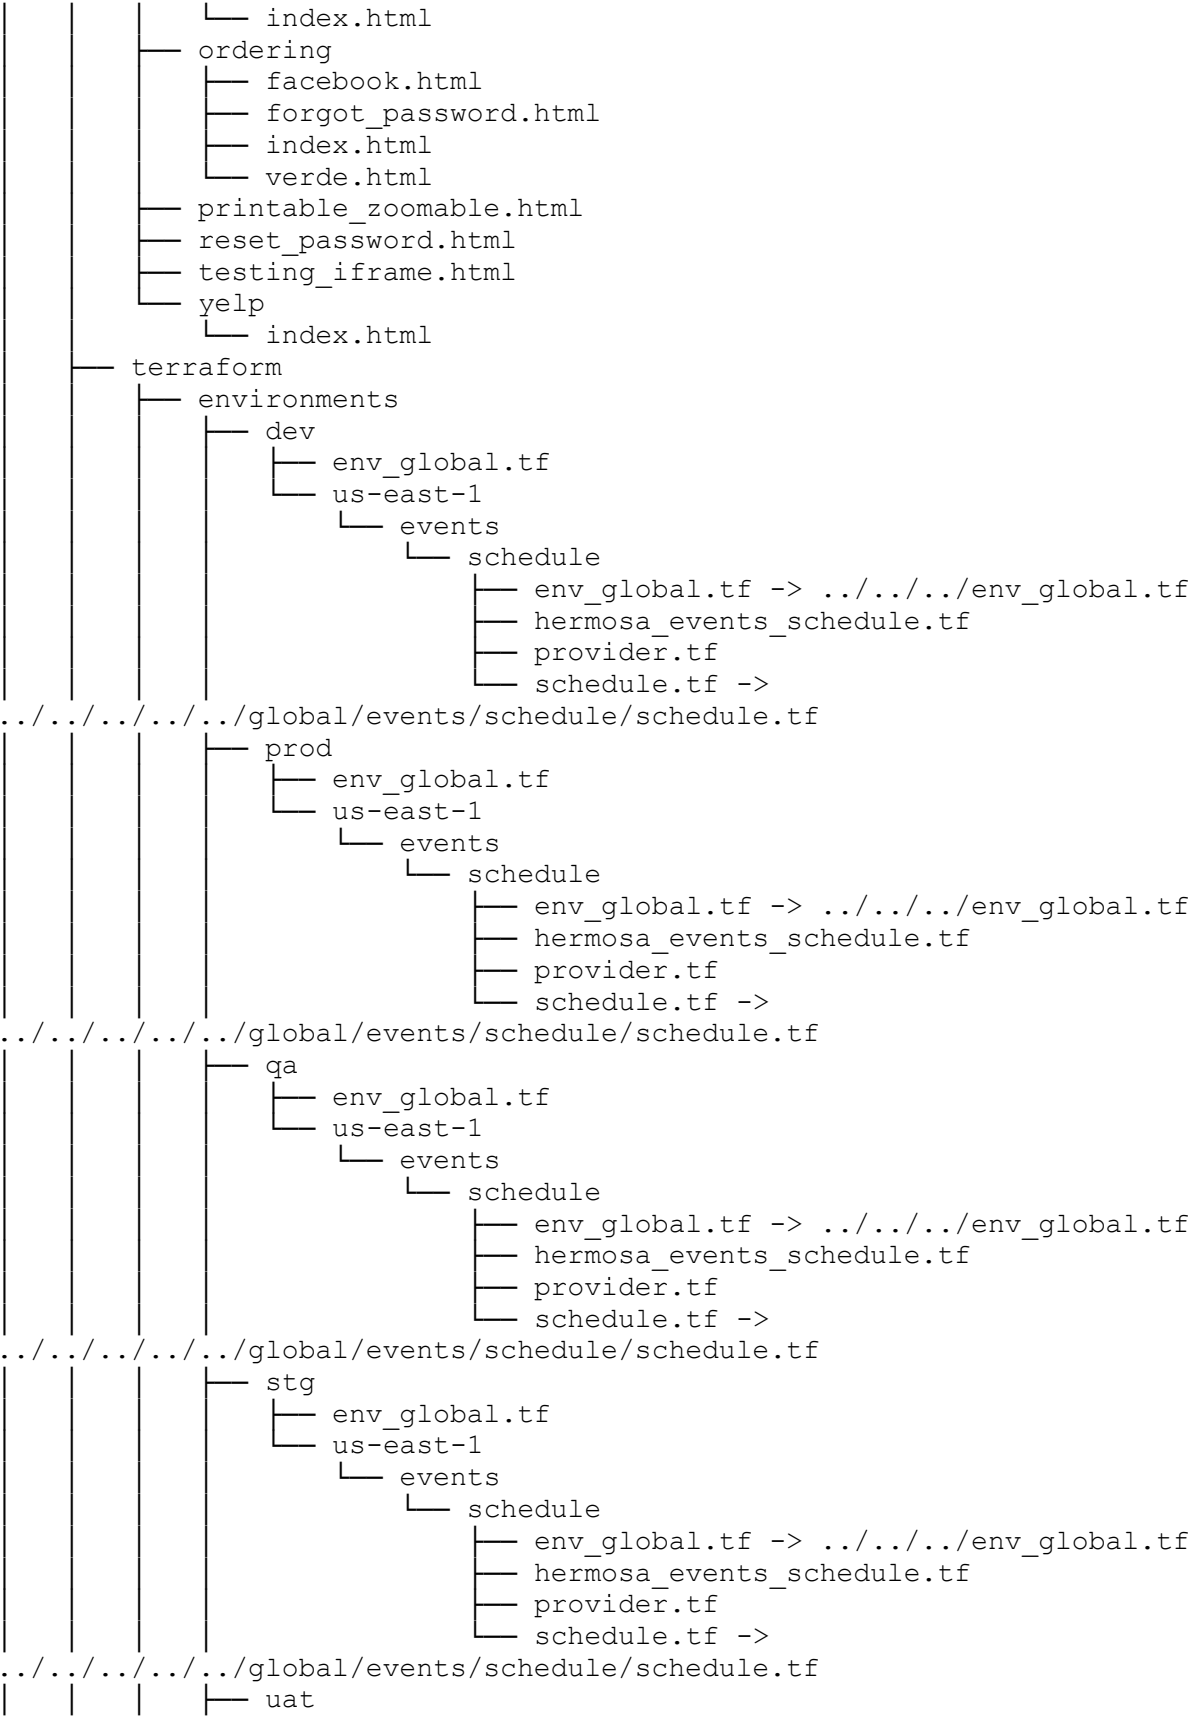 │   │   │   └── index.html
│   │   ├── ordering
│   │   │   ├── facebook.html
│   │   │   ├── forgot_password.html
│   │   │   ├── index.html
│   │   │   └── verde.html
│   │   ├── printable_zoomable.html
│   │   ├── reset_password.html
│   │   ├── testing_iframe.html
│   │   └── yelp
│   │       └── index.html
│   ├── terraform
│   │   ├── environments
│   │   │   ├── dev
│   │   │   │   ├── env_global.tf
│   │   │   │   └── us-east-1
│   │   │   │       └── events
│   │   │   │           └── schedule
│   │   │   │               ├── env_global.tf -> ../../../env_global.tf
│   │   │   │               ├── hermosa_events_schedule.tf
│   │   │   │               ├── provider.tf
│   │   │   │               └── schedule.tf ->
../../../../../global/events/schedule/schedule.tf
│   │   │   ├── prod
│   │   │   │   ├── env_global.tf
│   │   │   │   └── us-east-1
│   │   │   │       └── events
│   │   │   │           └── schedule
│   │   │   │               ├── env_global.tf -> ../../../env_global.tf
│   │   │   │               ├── hermosa_events_schedule.tf
│   │   │   │               ├── provider.tf
│   │   │   │               └── schedule.tf ->
../../../../../global/events/schedule/schedule.tf
│   │   │   ├── qa
│   │   │   │   ├── env_global.tf
│   │   │   │   └── us-east-1
│   │   │   │       └── events
│   │   │   │           └── schedule
│   │   │   │               ├── env_global.tf -> ../../../env_global.tf
│   │   │   │               ├── hermosa_events_schedule.tf
│   │   │   │               ├── provider.tf
│   │   │   │               └── schedule.tf ->
../../../../../global/events/schedule/schedule.tf
│   │   │   ├── stg
│   │   │   │   ├── env_global.tf
│   │   │   │   └── us-east-1
│   │   │   │       └── events
│   │   │   │           └── schedule
│   │   │   │               ├── env_global.tf -> ../../../env_global.tf
│   │   │   │               ├── hermosa_events_schedule.tf
│   │   │   │               ├── provider.tf
│   │   │   │               └── schedule.tf ->
../../../../../global/events/schedule/schedule.tf
│   │   │   ├── uat